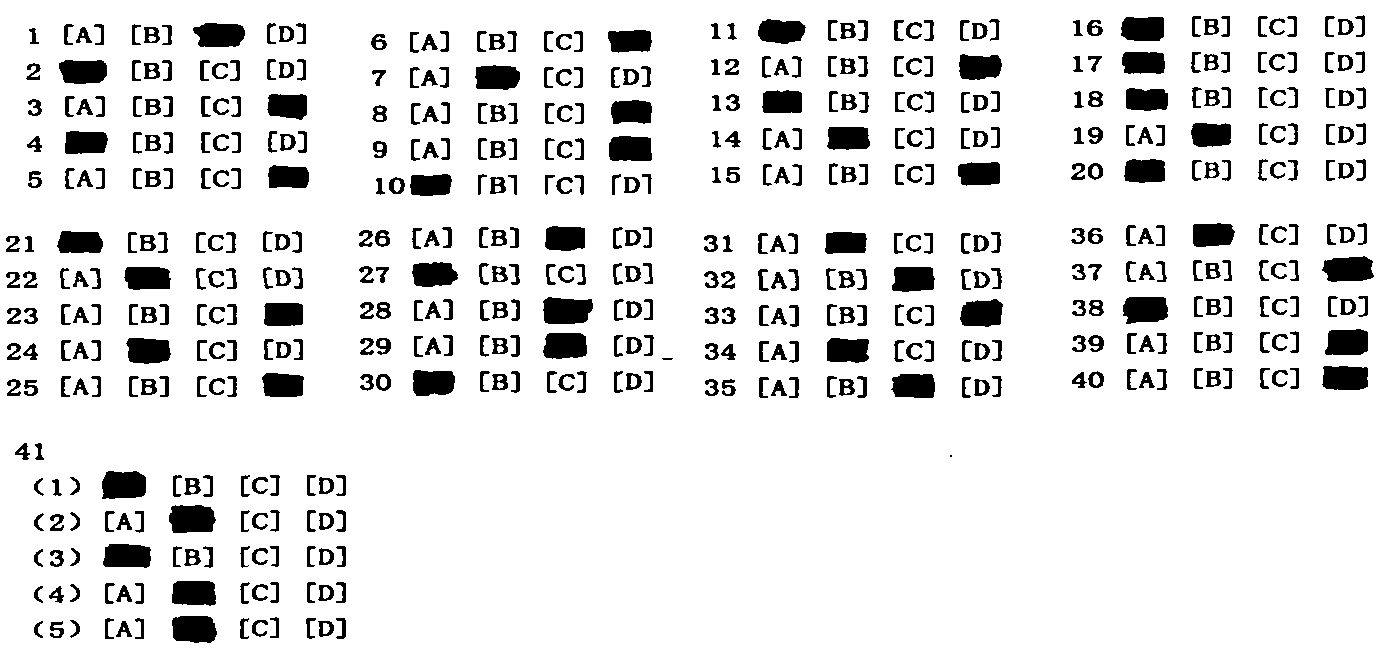 1 [A] [B] [D]
2 [B] [C] [D]
3 [A] [B] [C]
4 [B] [C] [D]
5 [A] [B] [C]
6 [A] [B] [C]
7 [A] [C] [D]
8 [A] [B] [C]
9 [A] [B] [C]
10 [B] [C] [D]
11 [B] [C] [D]
12 [A] [B] [C]
13 [B] [C] [D]
14 [A] [C] [D]
15 [A] [B] [C]
16 [B] [C] [D]
17 [B] [C] [D]
18 [B] [C] [D]
19 [A] [C] [D]
20 [B] [C] [D]
21 [B] [C] [D]
22 [A] [C] [D]
23 [A] [B] [C]
24 [A] [C] [D]
25 [A] [B] [C]
26 [A] [B] [D]
27 [B] [C] [D]
28 [A] [B] [D]
29 [A] [B] [D]
30 [B] [C] [D]
31 [A] [C] [D]
32 [A] [B] [D]
33 [A] [B] [C]
34 [A] [C] [D]
35 [A] [B] [D]
36 [A] [C] [D]
37 [A] [B] [C]
38 [B] [C] [D]
39 [A] [B] [C]
40 [A] [B] [C]
41
(1) [B] [C] [D]
(2) [A] [C] [D]
(3) [B] [C] [D]
(4) [A] [C] [D]
(5) [A] [C] [D]